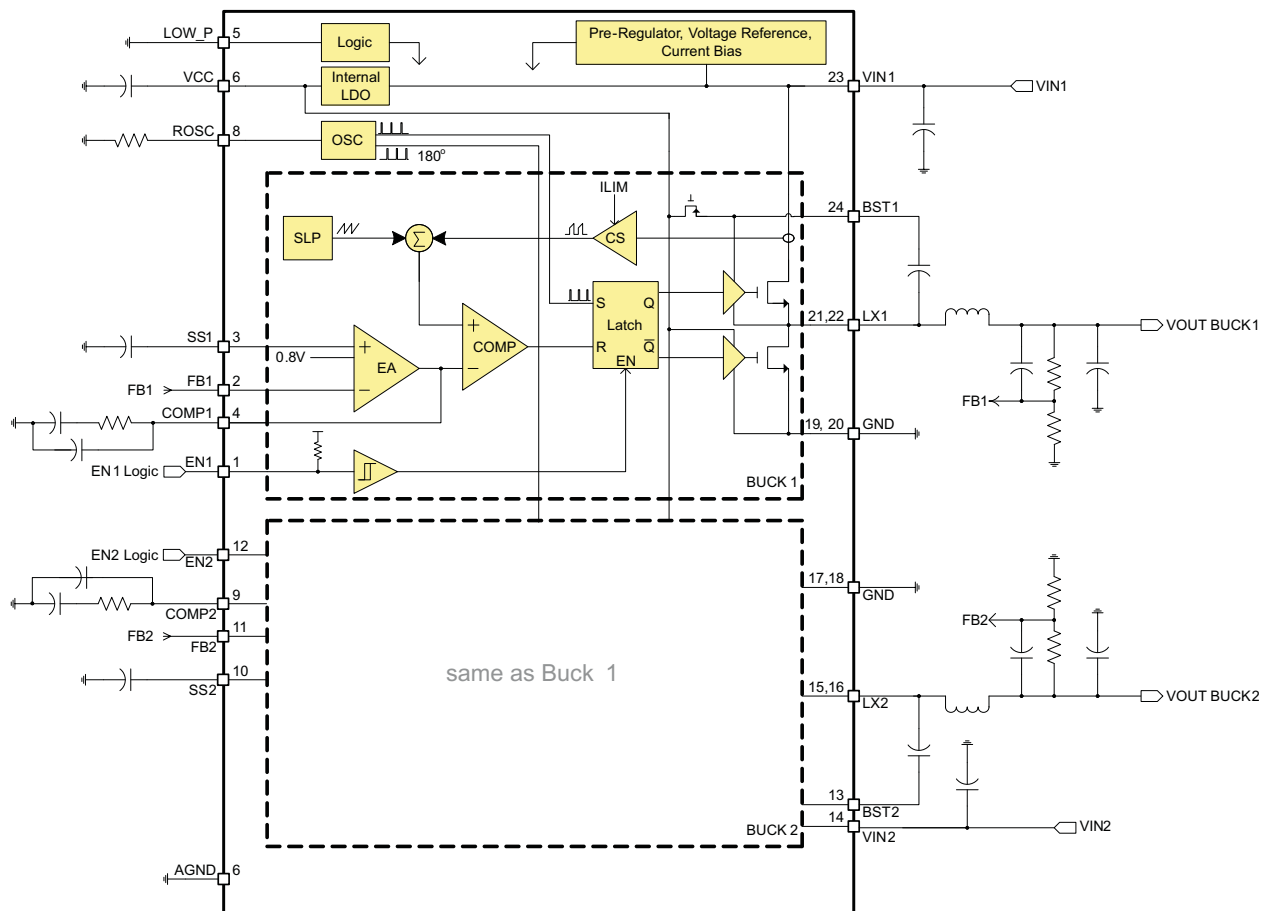 LOW_P
5
Logic
Pre-Regulator, Voltage Reference,
Current Bias
VCC
6
Internal
LDO
23
VIN1
VIN1
ROSC
8
OSC
180°
ILIM
24
BST1
SLP
Σ
CS
S
Q
Latch
R
Q̅
EN
21,22
LX1
VOUT BUCK1
SS1
3
+
0.8V
EA
−
+
COMP
−
FB1
FB1
2
COMP1
4
FB1
19, 20
GND
EN1 Logic
EN1
1
BUCK 1
EN2 Logic
12
EN2
9
COMP2
FB2
11
FB2
10
SS2
same as Buck 1
17,18
GND
FB2
15,16
LX2
VOUT BUCK2
13
BST2
14
VIN2
VIN2
BUCK 2
AGND
6